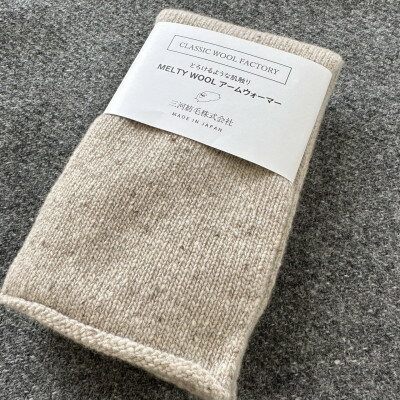 CLASSIC WOOL FACTORY
とろけるような肌触り
MELTY WOOL アームウォーマー
三河紡毛株式会社
MADE IN JAPAN